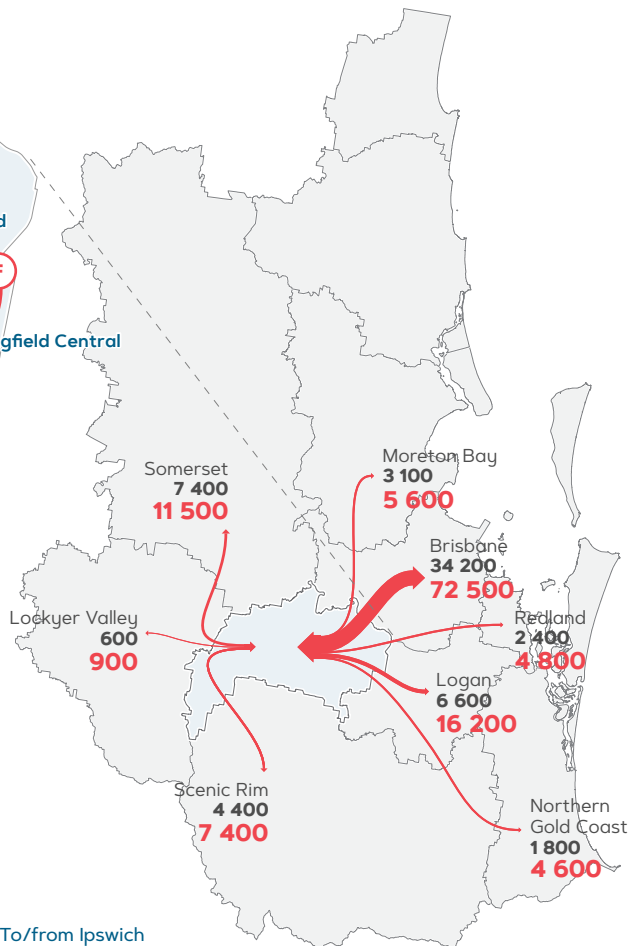 d
F
gfield Central
Moreton Bay
3 100
5 600
Somerset
7 400
11 500
Brisbane
34 200
72 500
Lockyer Valley
600
900
Redland
2 400
4 800
Logan
6 600
16 200
Scenic Rim
4 400
7 400
Northern
Gold Coast
1 800
4 600
To/from Ipswich